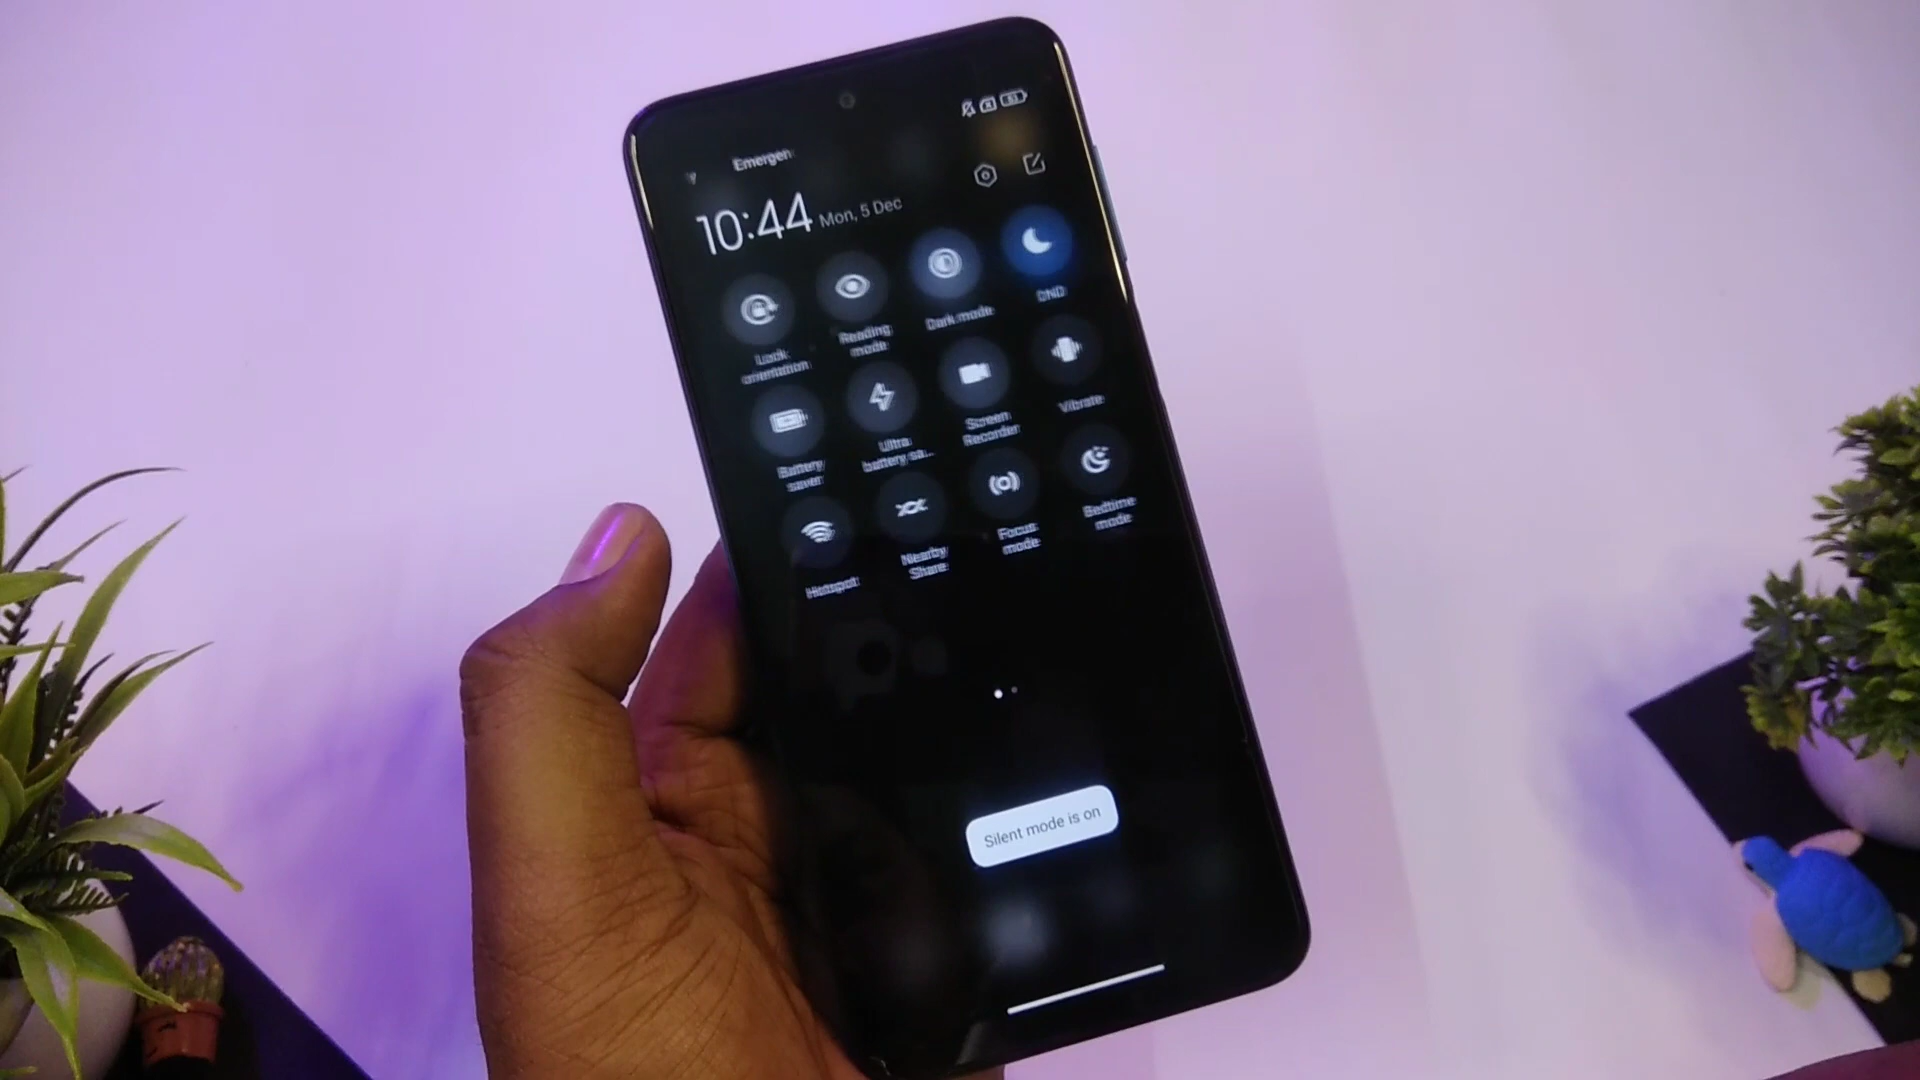 Emergen
10:44 Mon, 5 Dec
Lock
orientation
Reading
mode
Dark mode
DND
Battery
saver
Ultra
battery sa...
Screen
Recorder
Vibrate
Hotspot
Nearby
Share
Focus
mode
Bedtime
mode
Silent mode is on